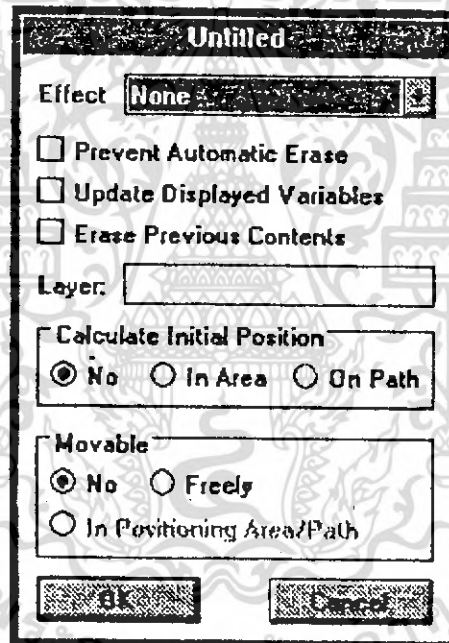 Untitled
Effect None
Prevent Automatic Erase
Update Displayed Variables
Erase Previous Contents
Layer:
Calculate Initial Position
No In Area On Path
Movable
No Freely
In Positioning Area/Path
OK Cancel